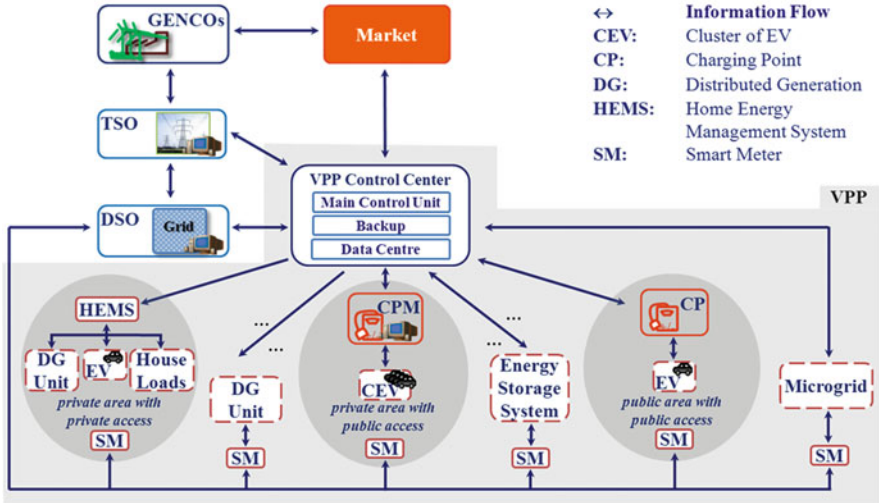 GENCOs
Market
↔ Information Flow
CEV: Cluster of EV
CP: Charging Point
DG: Distributed Generation
HEMS: Home Energy
Management System
SM: Smart Meter
TSO
VPP Control Center
Main Control Unit
Backup
Data Centre
VPP
DSO
Grid
HEMS
DG
Unit
EV
House
Loads
private area with
private access
SM
...
...
DG
Unit
SM
CPM
CEV
private area with
public access
SM
...
...
Energy
Storage
System
SM
CP
EV
public area with
public access
SM
Microgrid
SM